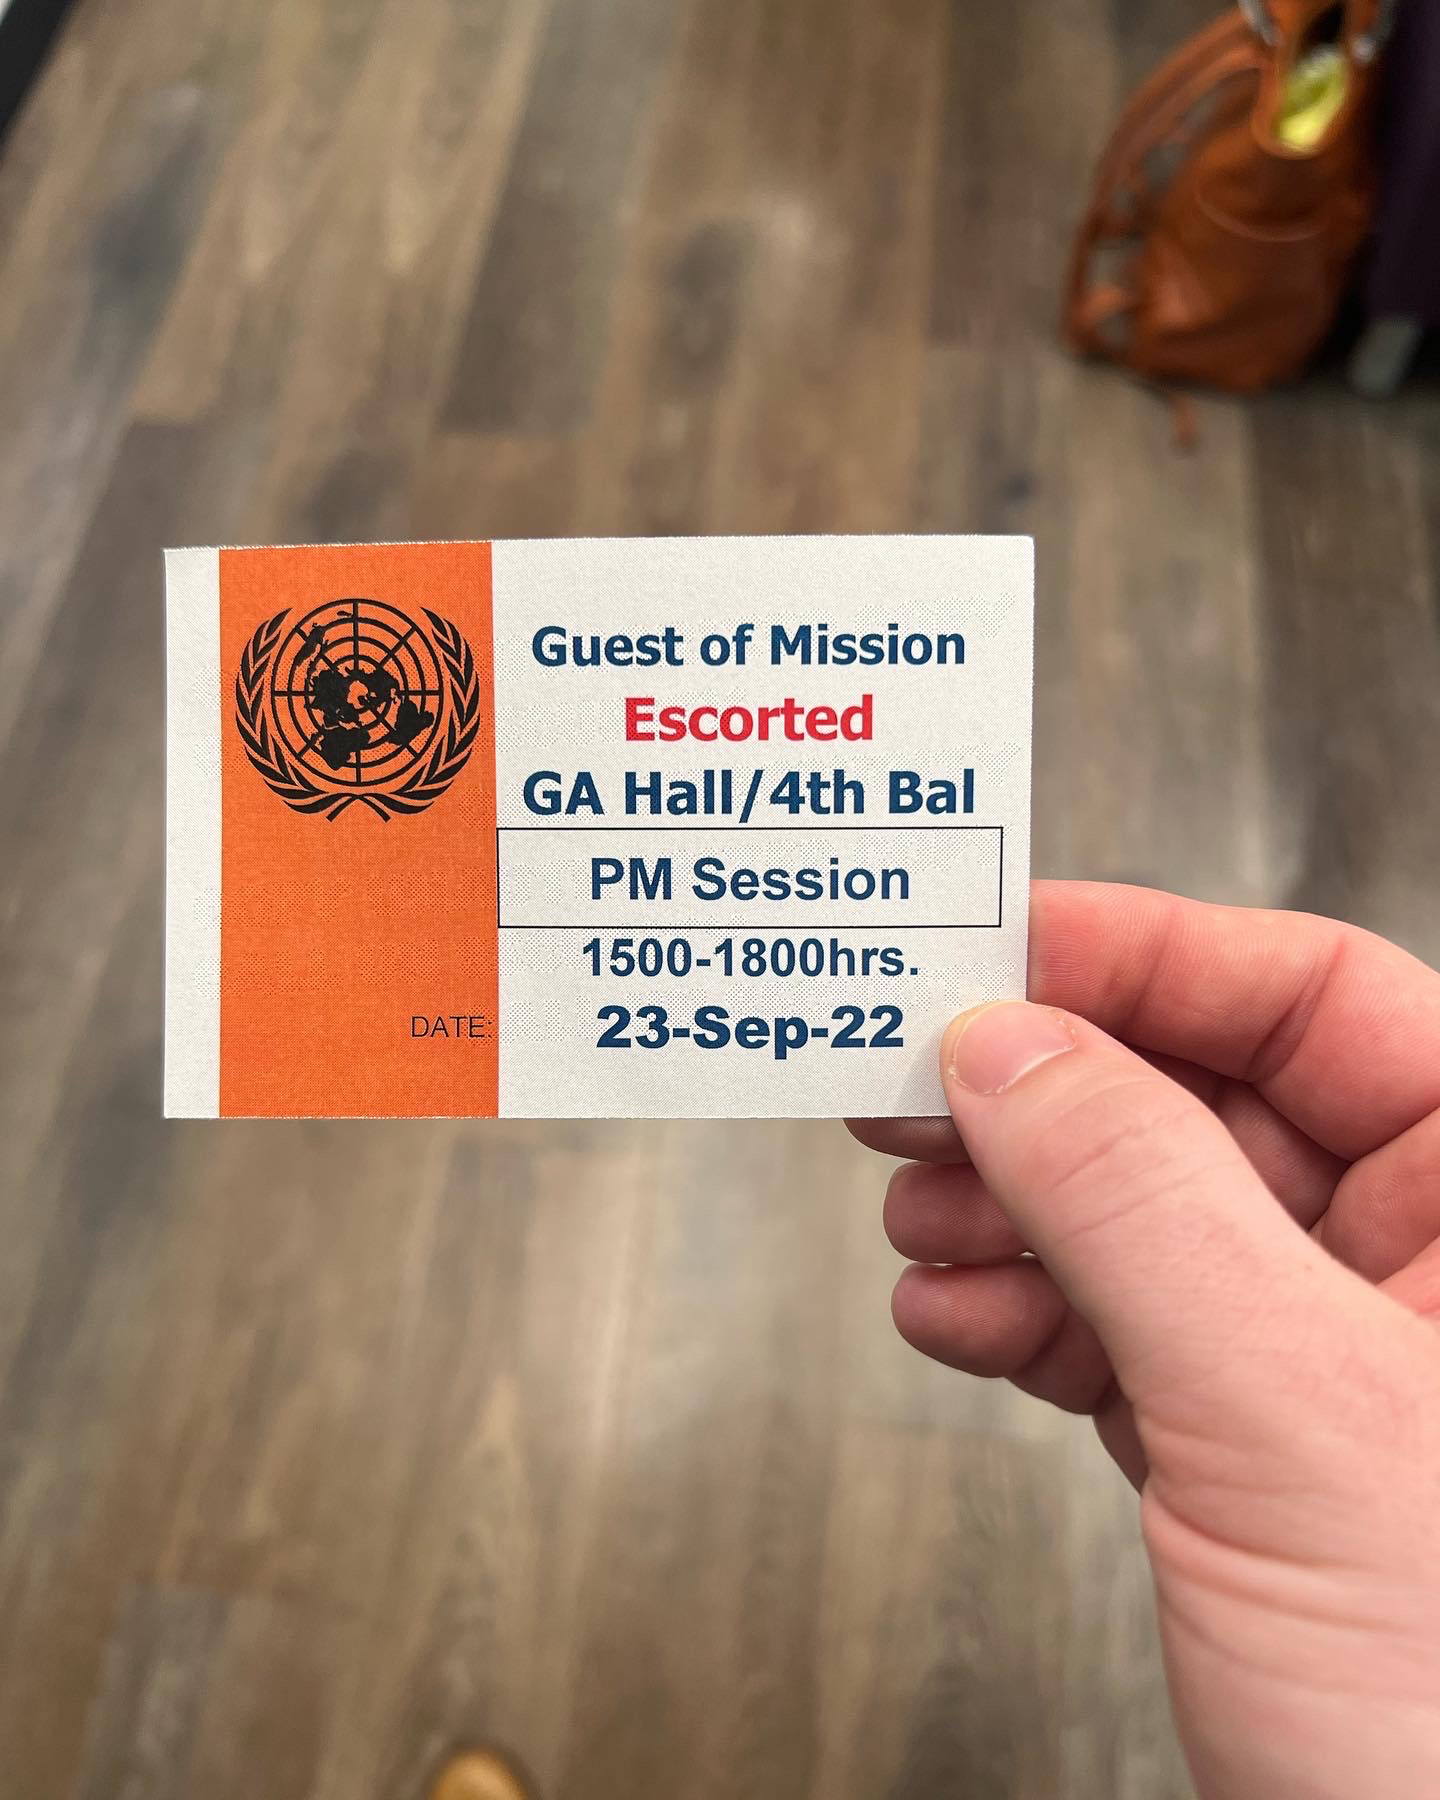 Guest of Mission
Escorted
GA Hall/4th Bal
PM Session
1500-1800hrs.
DATE: 23-Sep-22